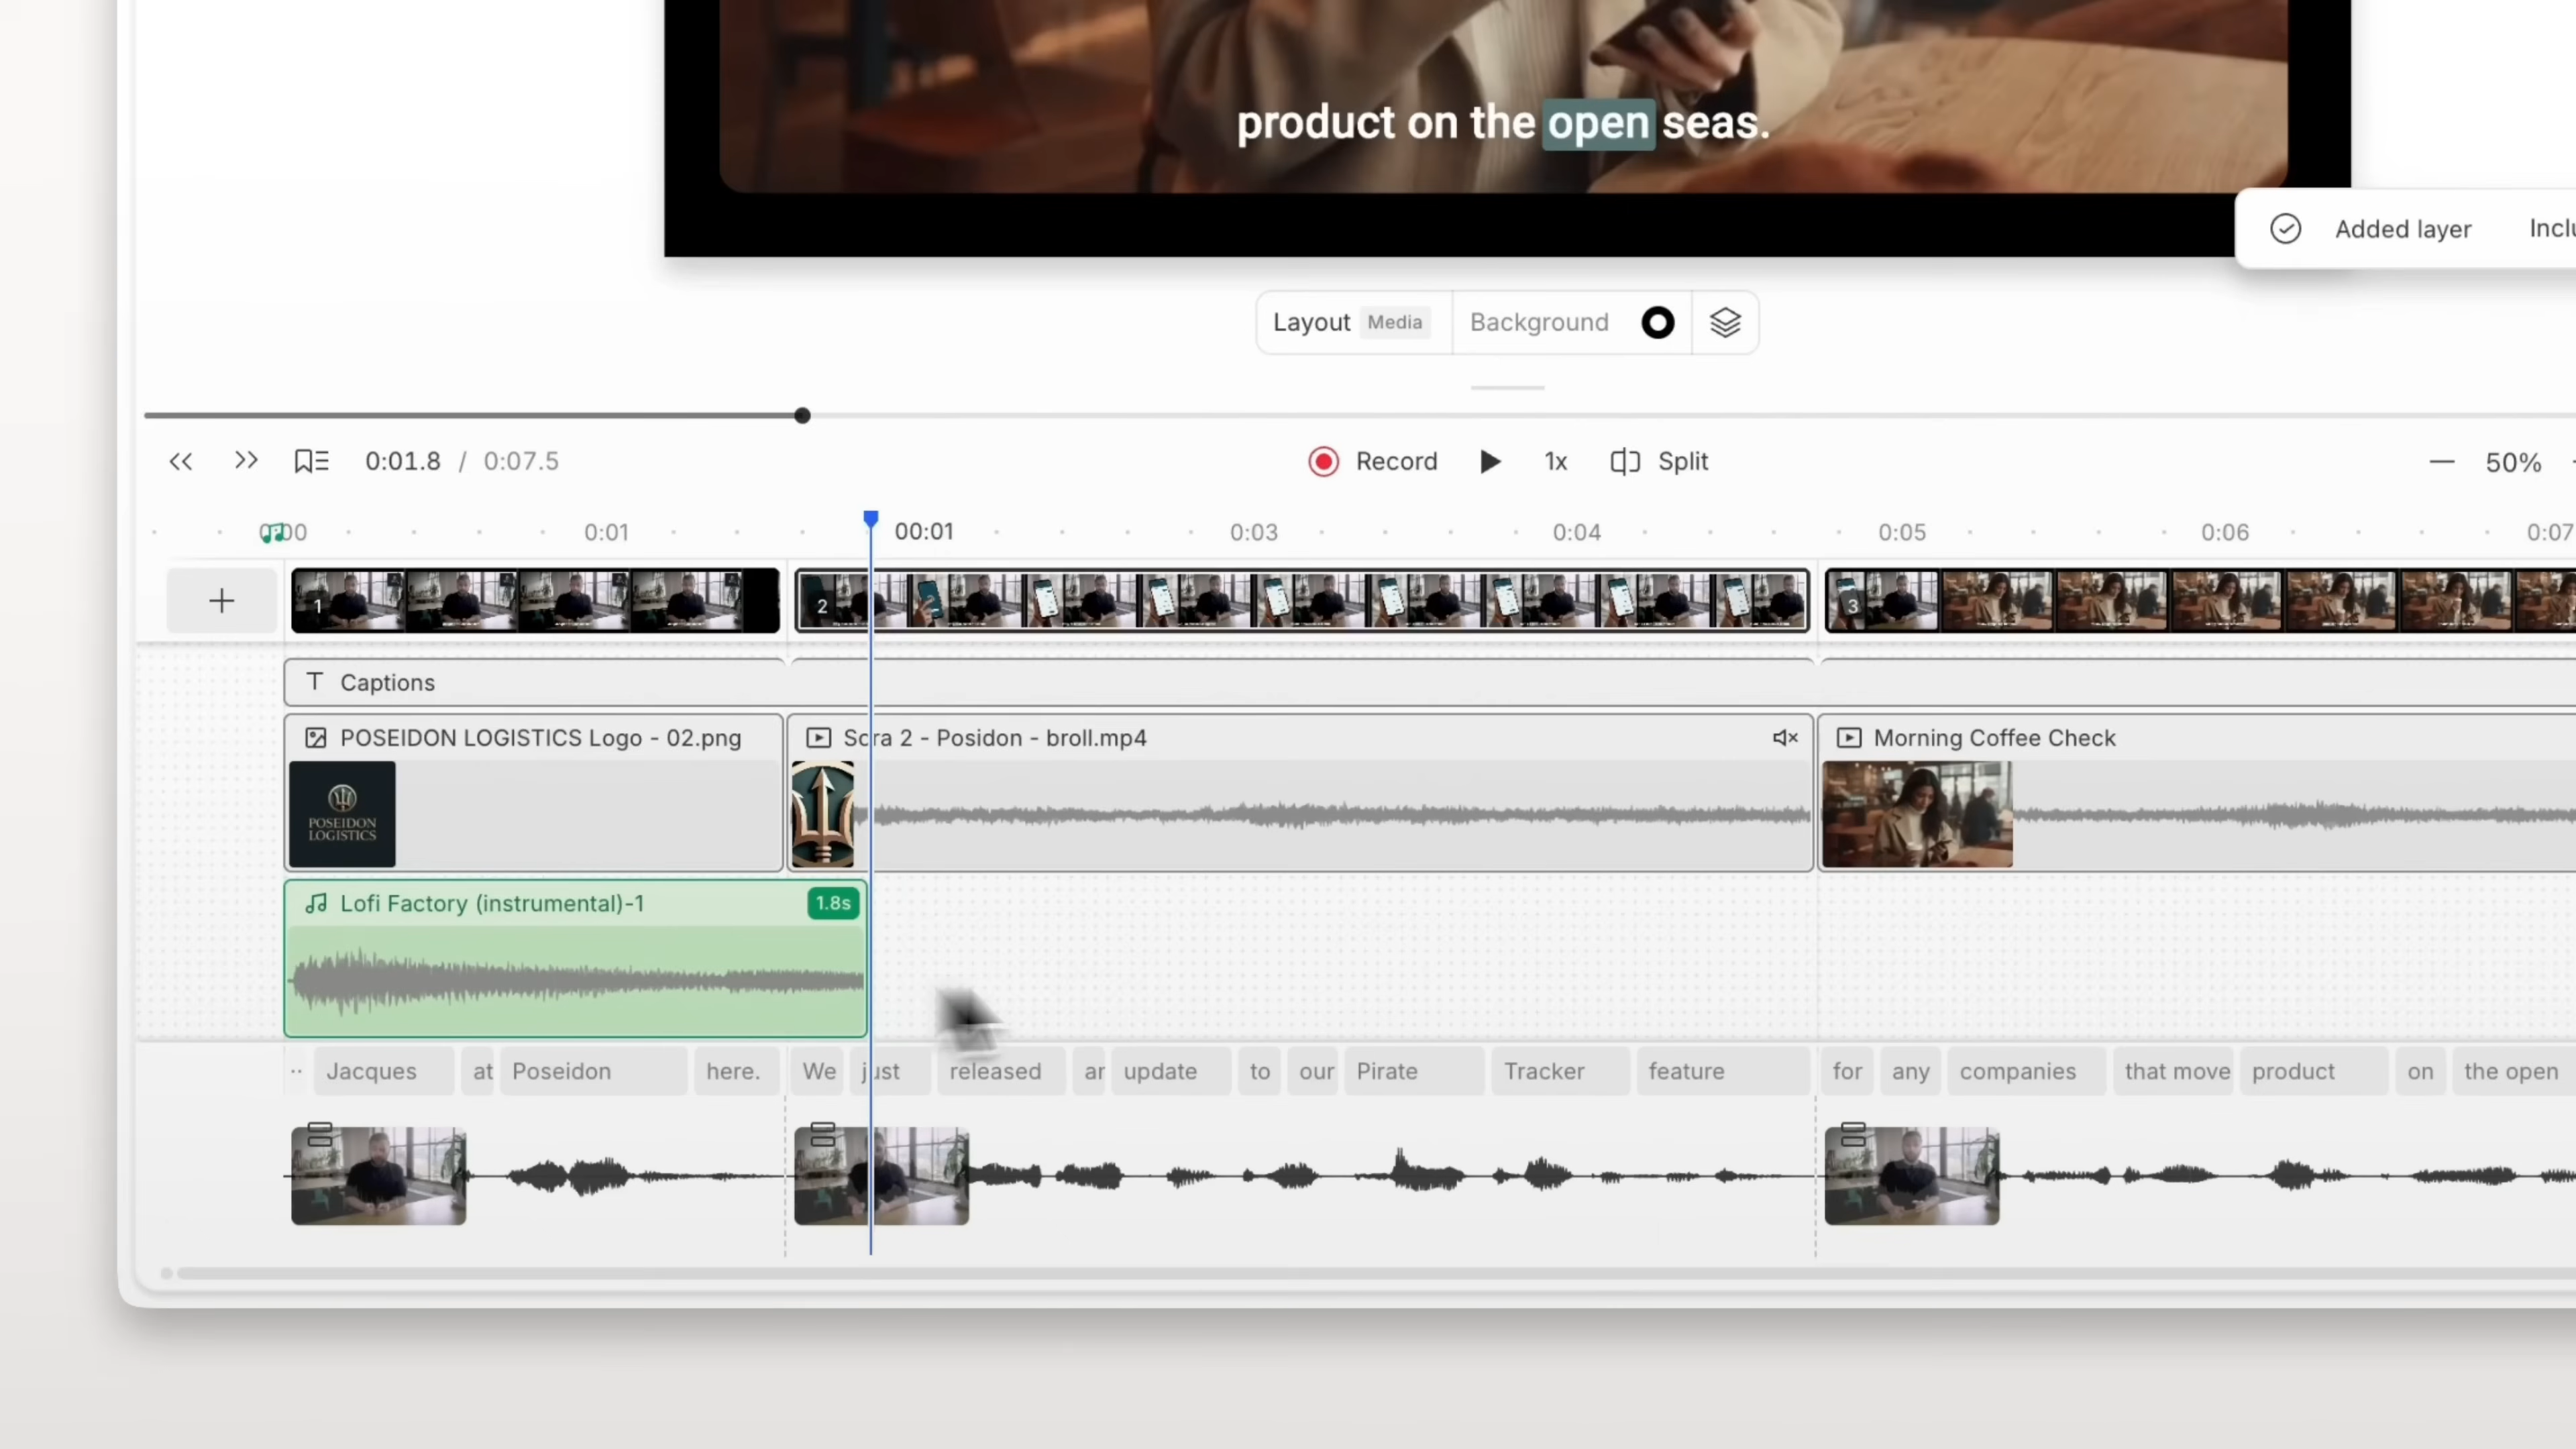 product on the open seas.
Added layer
Layout Media Background
0:01.8 / 0:07.5
Record 1x Split
50%
0:01 00:01 0:03 0:04 0:05 0:06 0:07
1 2 3
Captions
POSEIDON LOGISTICS Logo - 02.png
Sora 2 - Posidon - broll.mp4
Morning Coffee Check
POSEIDON
LOGISTICS
Lofi Factory (instrumental)-1 1.8s
Jacques at Poseidon here. We just released ar update to our Pirate Tracker feature for any companies that move product on the open